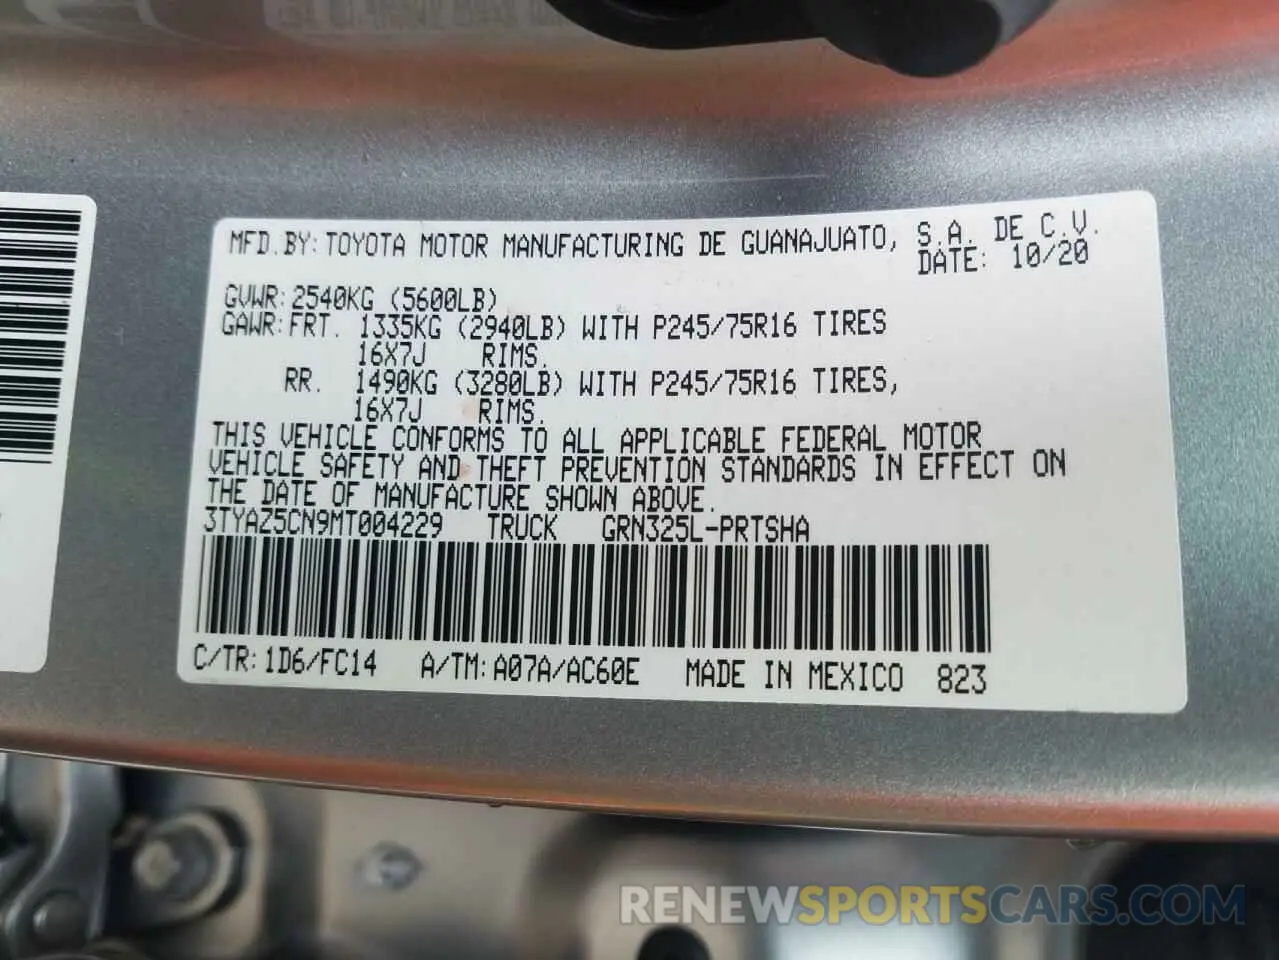 MFD.BY: TOYOTA MOTOR MANUFACTURING DE GUANAJUATO, S.A. DE C.V.
DATE: 10/20
GVWR: 2540KG (5600LB)
GAWR: FRT. 1335KG (2940LB) WITH P245/75R16 TIRES
16X7J RIMS.
RR. 1490KG (3280LB) WITH P245/75R16 TIRES,
16X7J RIMS.
THIS VEHICLE CONFORMS TO ALL APPLICABLE FEDERAL MOTOR
VEHICLE SAFETY AND THEFT PREVENTION STANDARDS IN EFFECT ON
THE DATE OF MANUFACTURE SHOWN ABOVE.
3TYAZ5CN9MT004229 TRUCK GRN325L-PRTSHA
C/TR: 1D6/FC14 A/TM: A07A/AC60E MADE IN MEXICO 823
RENEWSPORTSCARS.COM